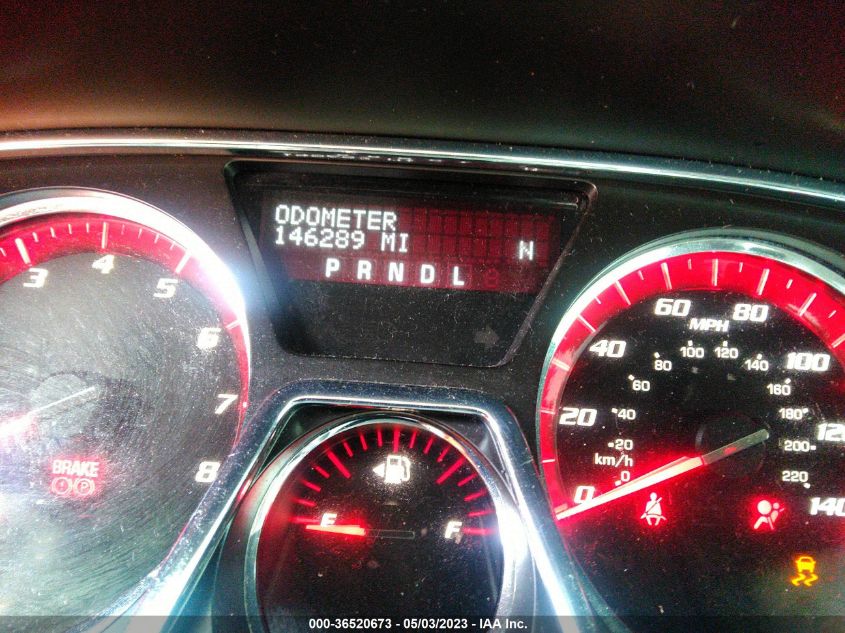 ODOMETER
146289 MI N
P R N D L
3 4 5 6 7 8
BRAKE
P
E F
0 20 40 60 80 100 120 140
MPH
km/h
0 20 40 60 80 100 120 140 160 180 200 220
000-36520673 - 05/03/2023 - IAA Inc.